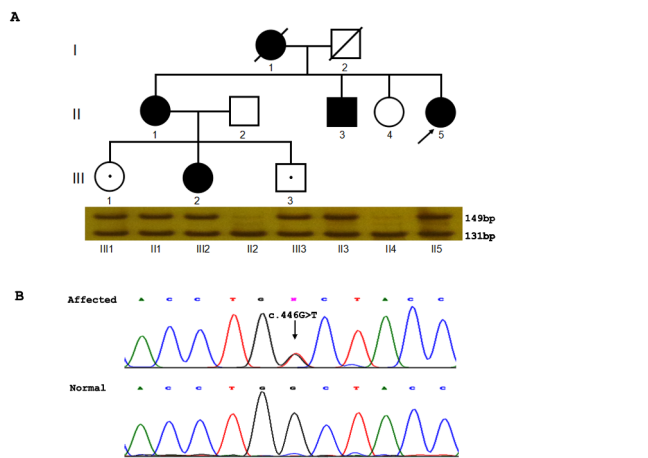 A
I
1 2
II
1 2 3 4 5
III
1 2 3
149bp
131bp
III1 II1 III2 II2 III3 II3 II4 II5
B
Affected A C C T G K C T A C C
c.446G>T
Normal A C C T G G C T A C C